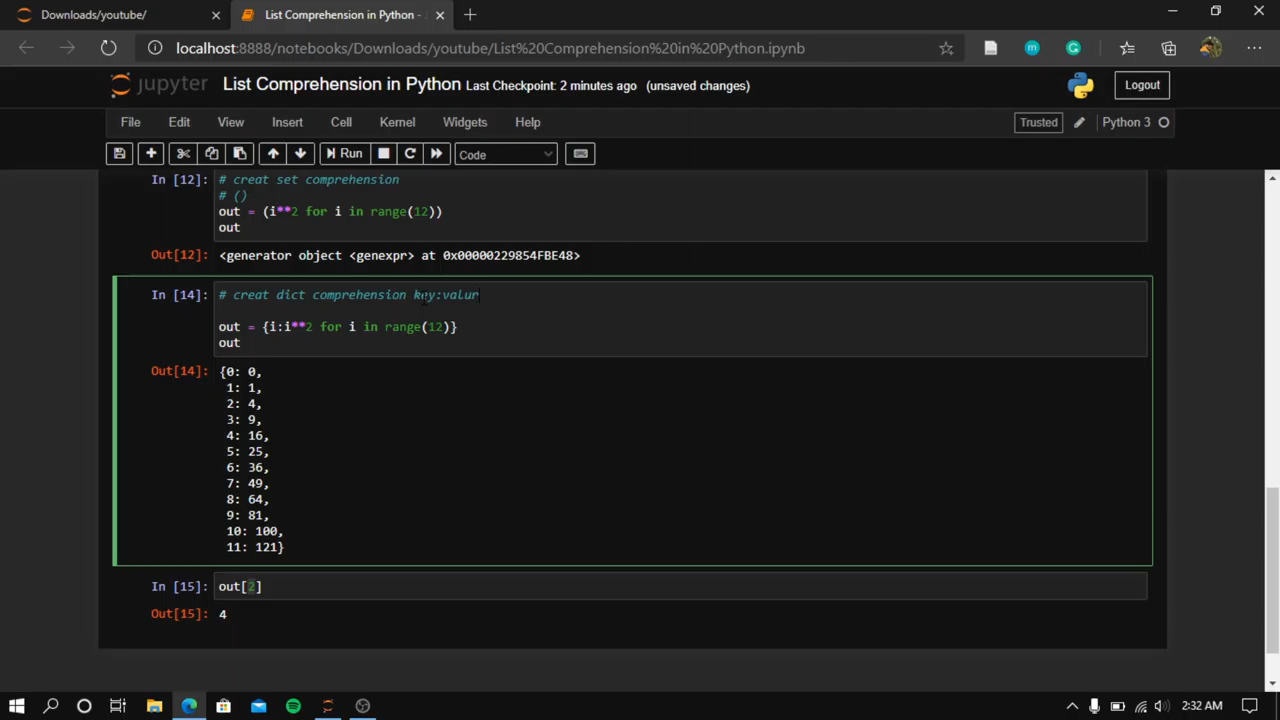 Downloads/youtube/
List Comprehension in Python -
localhost:8888/notebooks/Downloads/youtube/List%20Comprehension%20in%20Python.ipynb
jupyter List Comprehension in Python Last Checkpoint: 2 minutes ago (unsaved changes) Logout
File Edit View Insert Cell Kernel Widgets Help Trusted Python 3
Run Code
In [12]: # creat set comprehension
# ()
out = (i**2 for i in range(12))
out
Out[12]: <generator object <genexpr> at 0x00000229854FBE48>
In [14]: # creat dict comprehension key:valur
out = {i:i**2 for i in range(12)}
out
Out[14]: {0: 0,
1: 1,
2: 4,
3: 9,
4: 16,
5: 25,
6: 36,
7: 49,
8: 64,
9: 81,
10: 100,
11: 121}
In [15]: out[2]
Out[15]: 4
2:32 AM